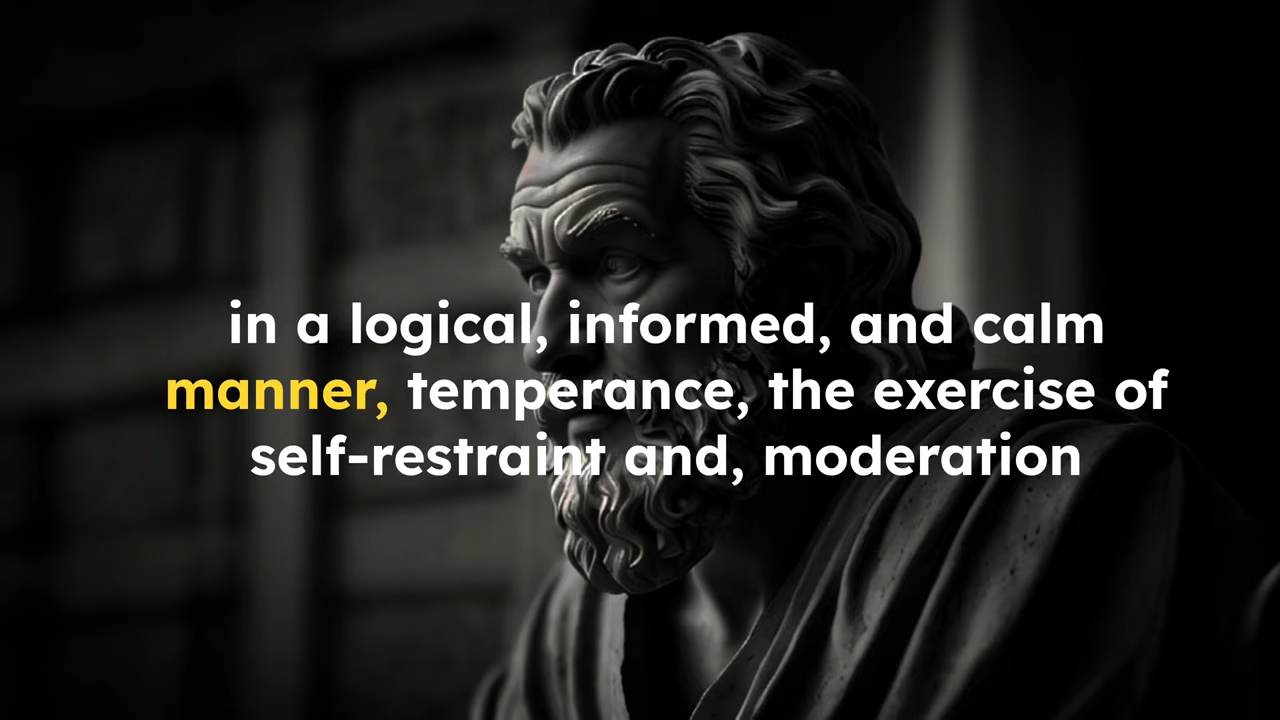 in a logical, informed, and calm
manner, temperance, the exercise of
self-restraint and, moderation